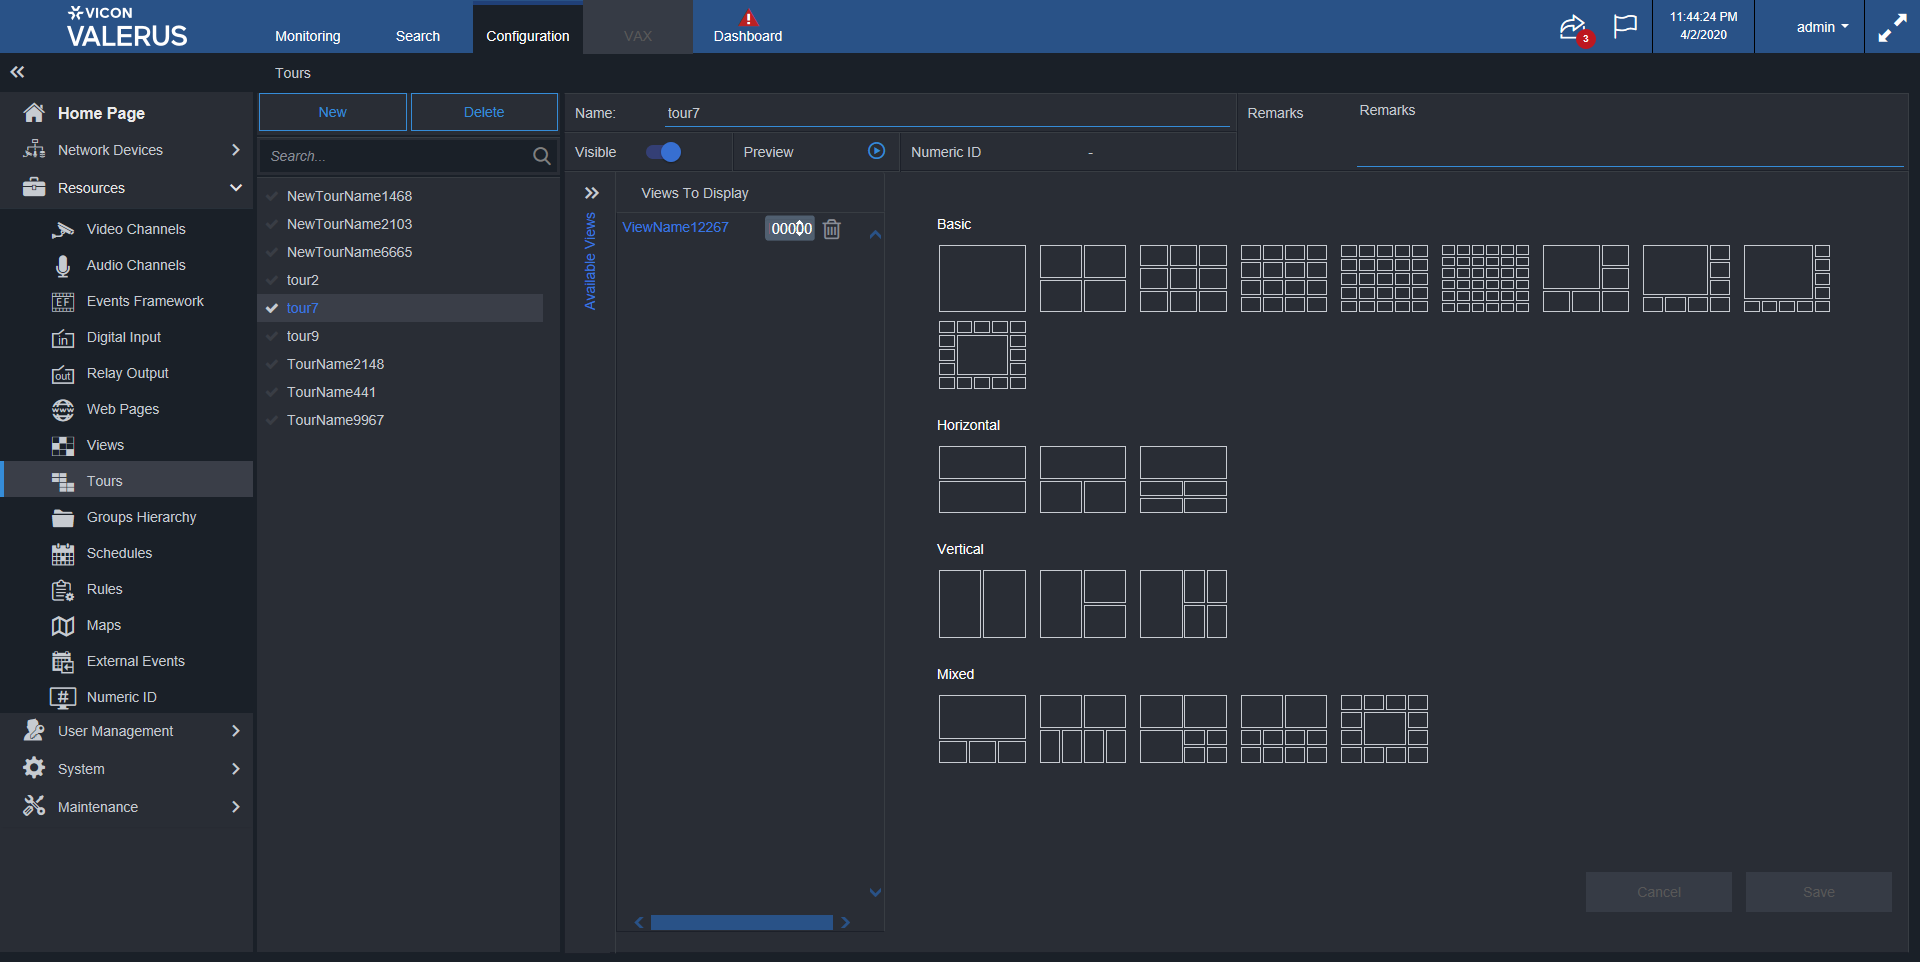 VICON
VALERUS
Monitoring
Search
Configuration
VAX
Dashboard
3
11:44:24 PM
4/2/2020
admin
Tours
Home Page
Network Devices
Resources
Video Channels
Audio Channels
EF
Events Framework
in
Digital Input
out
Relay Output
www
Web Pages
Views
Tours
Groups Hierarchy
Schedules
Rules
Maps
External Events
#
Numeric ID
User Management
System
Maintenance
New
Delete
Search...
NewTourName1468
NewTourName2103
NewTourName6665
tour2
tour7
tour9
TourName2148
TourName441
TourName9967
Name:
tour7
Remarks
Remarks
Visible
Preview
Numeric ID
-
Available Views
Views To Display
ViewName12267
Basic
Horizontal
Vertical
Mixed
Cancel
Save